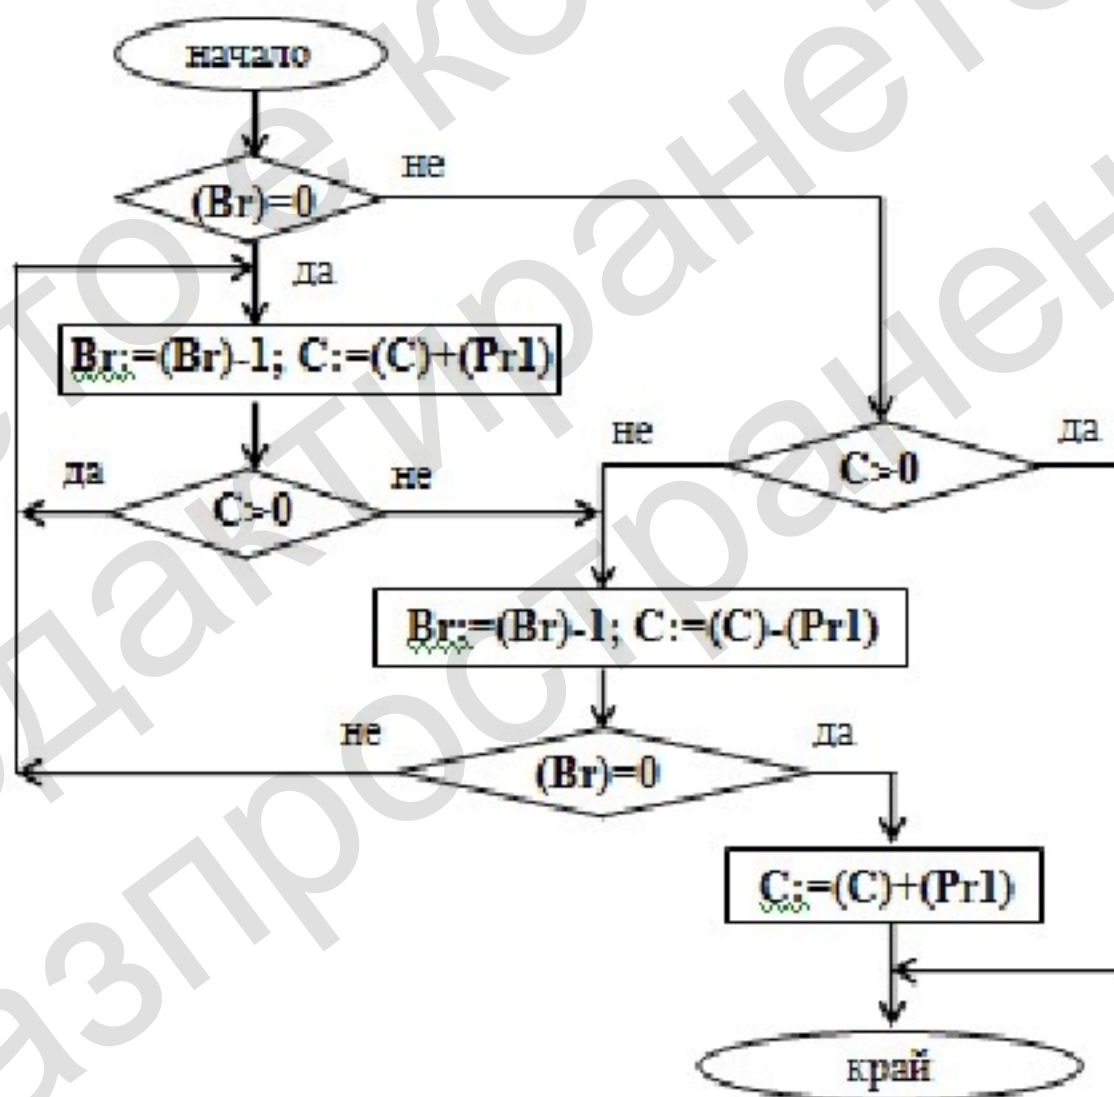 начало
(Br)=0
не
да
Br:=(Br)-1; C:=(C)+(Pr1)
да
C>0
не
не
C>0
да
Br:=(Br)-1; C:=(C)-(Pr1)
не
(Br)=0
да
C:=(C)+(Pr1)
край